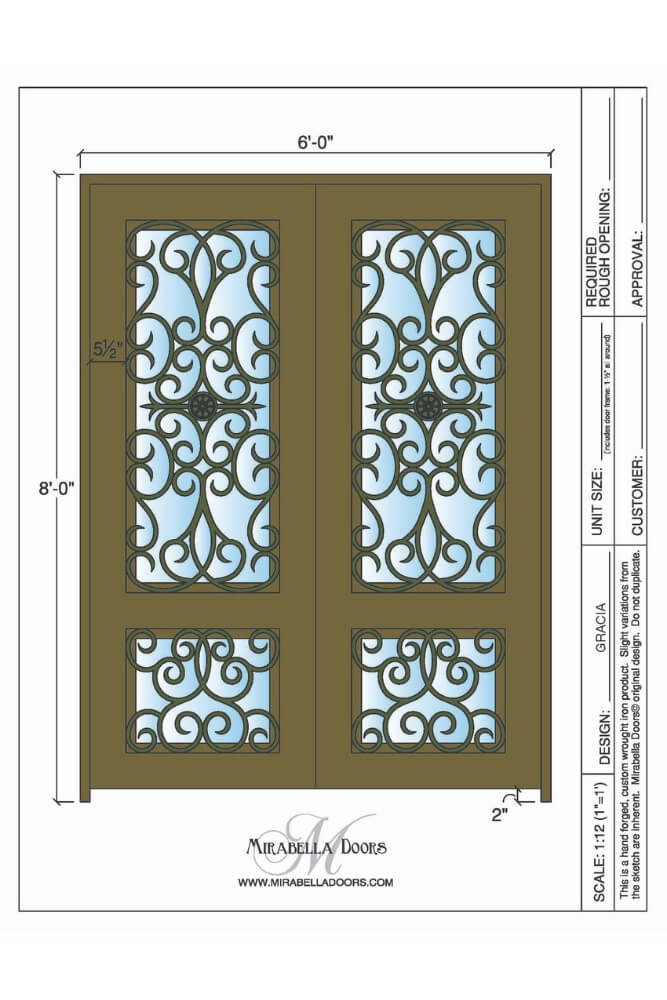 6'-0"
5½"
8'-0"
2"
M
MIRABELLA DOORS
WWW.MIRABELLADOORS.COM
REQUIRED
ROUGH OPENING:
APPROVAL:
UNIT SIZE:
(includes door frame: 1-½" all around)
CUSTOMER:
DESIGN: GRACIA
SCALE: 1:12 (1"=1')
This is a hand forged, custom wrought iron product. Slight variations from
the sketch are inherent. Mirabella Doors© original design. Do not duplicate.